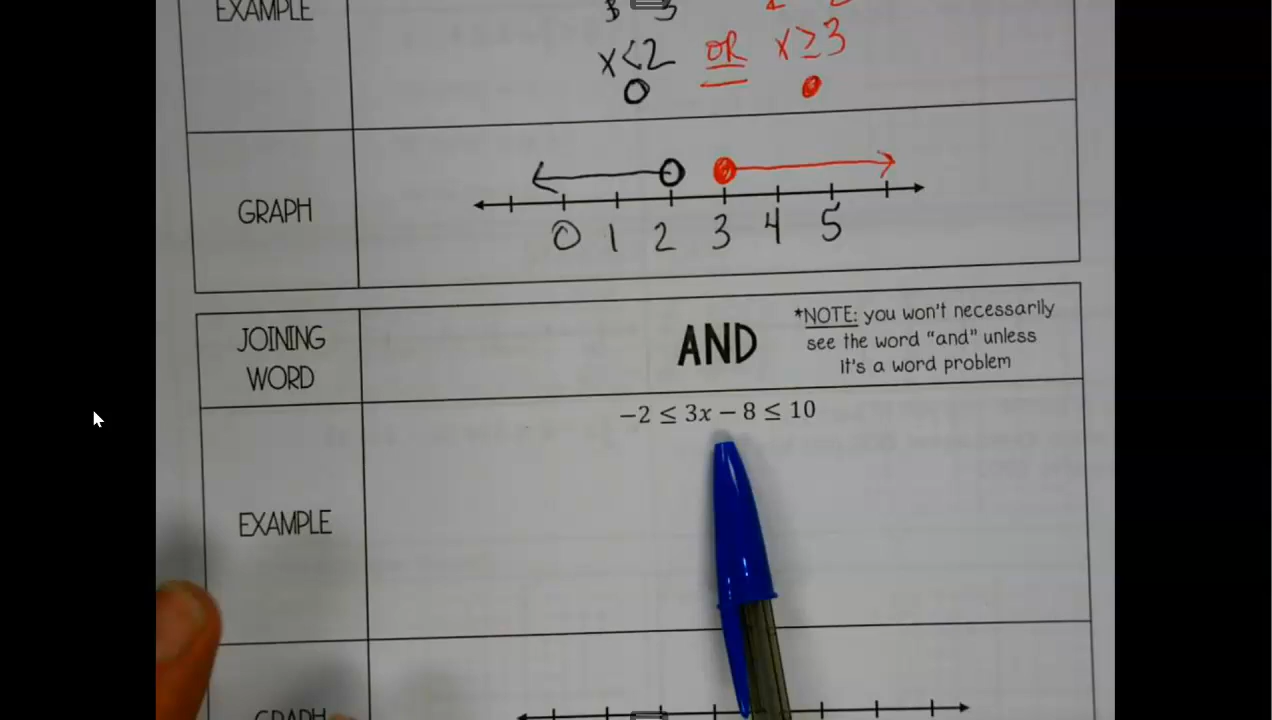 EXAMPLE
x<2 OR x≥3
GRAPH
0 1 2 3 4 5
JOINING
WORD
AND
*NOTE: you won't necessarily
see the word "and" unless
it's a word problem
−2 ≤ 3x − 8 ≤ 10
EXAMPLE
GRAPH